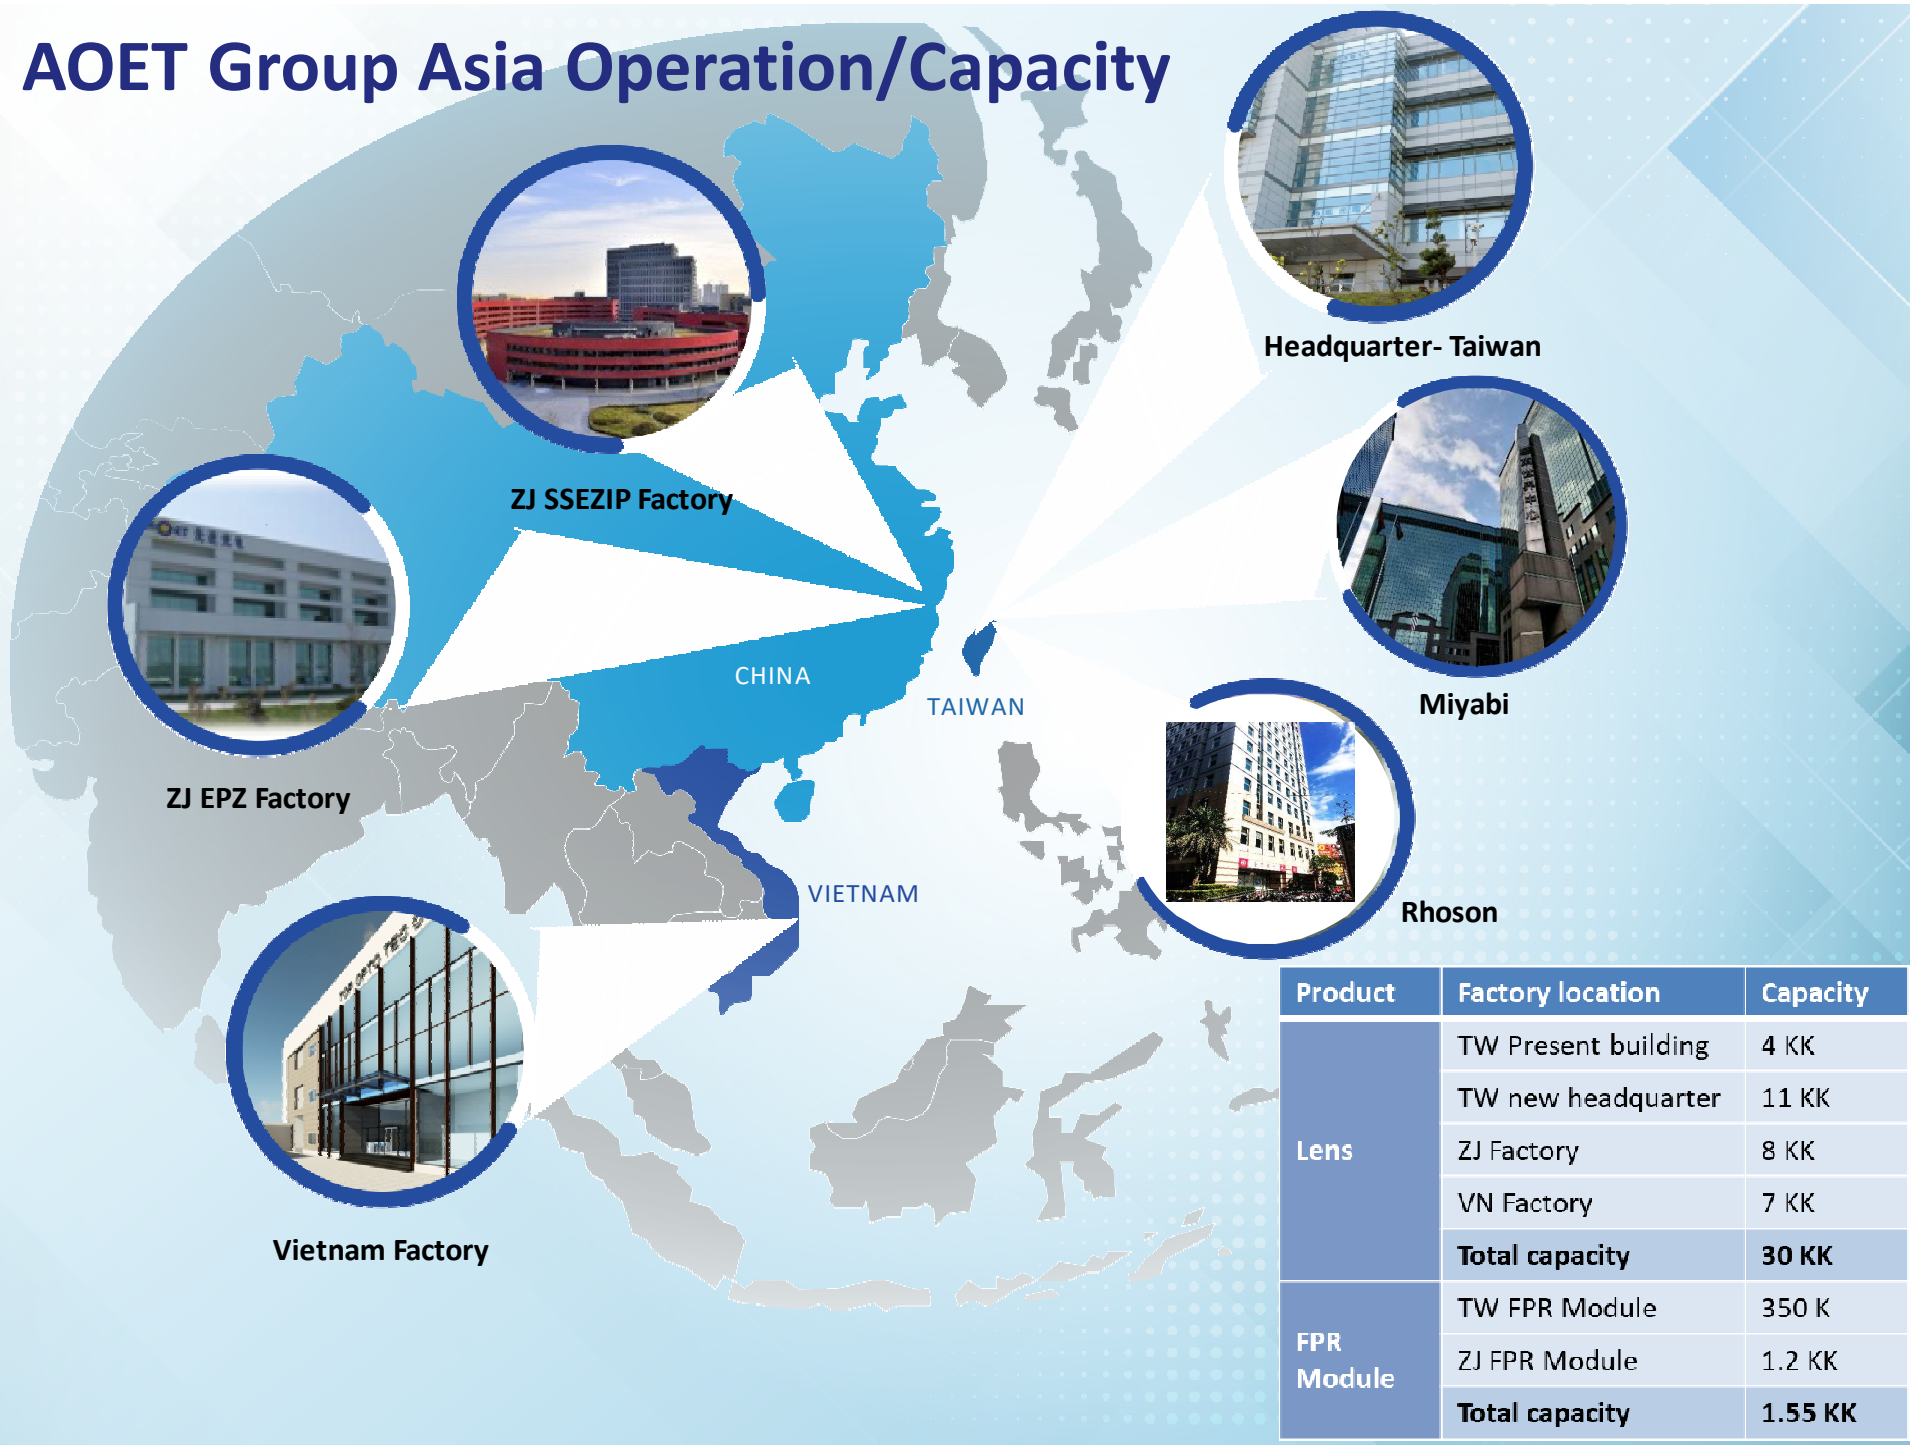 AOET Group Asia Operation/Capacity
Headquarter- Taiwan
ZJ SSEZIP Factory
Miyabi
CHINA
TAIWAN
ZJ EPZ Factory
VIETNAM
Rhoson
Vietnam Factory
Product Factory location Capacity
Lens
TW Present building 4 KK
TW new headquarter 11 KK
ZJ Factory 8 KK
VN Factory 7 KK
Total capacity 30 KK
FPR Module
TW FPR Module 350 K
ZJ FPR Module 1.2 KK
Total capacity 1.55 KK